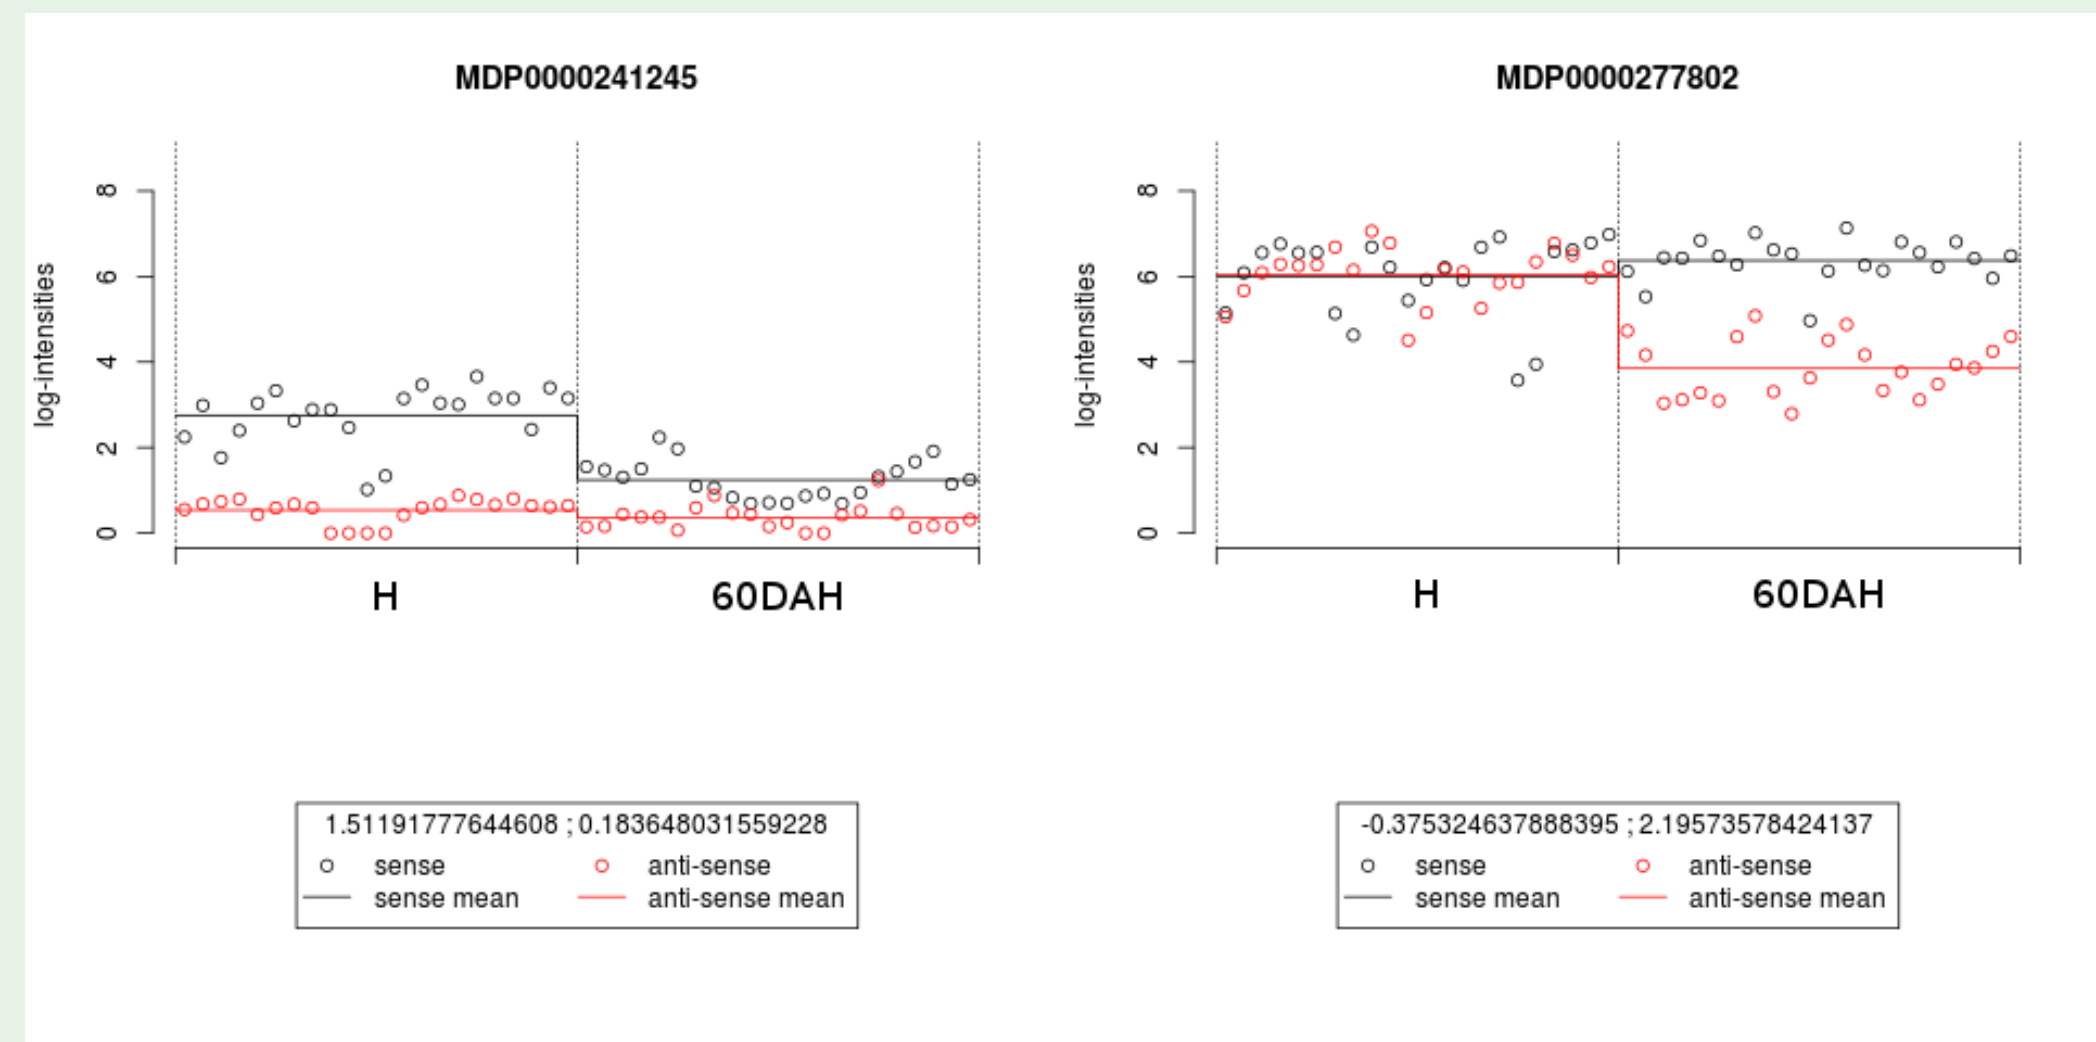 MDP0000241245
8
6
4
2
0
log-intensities
H 60DAH
1.51191777644608 ; 0.183648031559228
sense anti-sense
sense mean anti-sense mean
MDP0000277802
8
6
4
2
0
log-intensities
H 60DAH
-0.375324637888395 ; 2.19573578424137
sense anti-sense
sense mean anti-sense mean